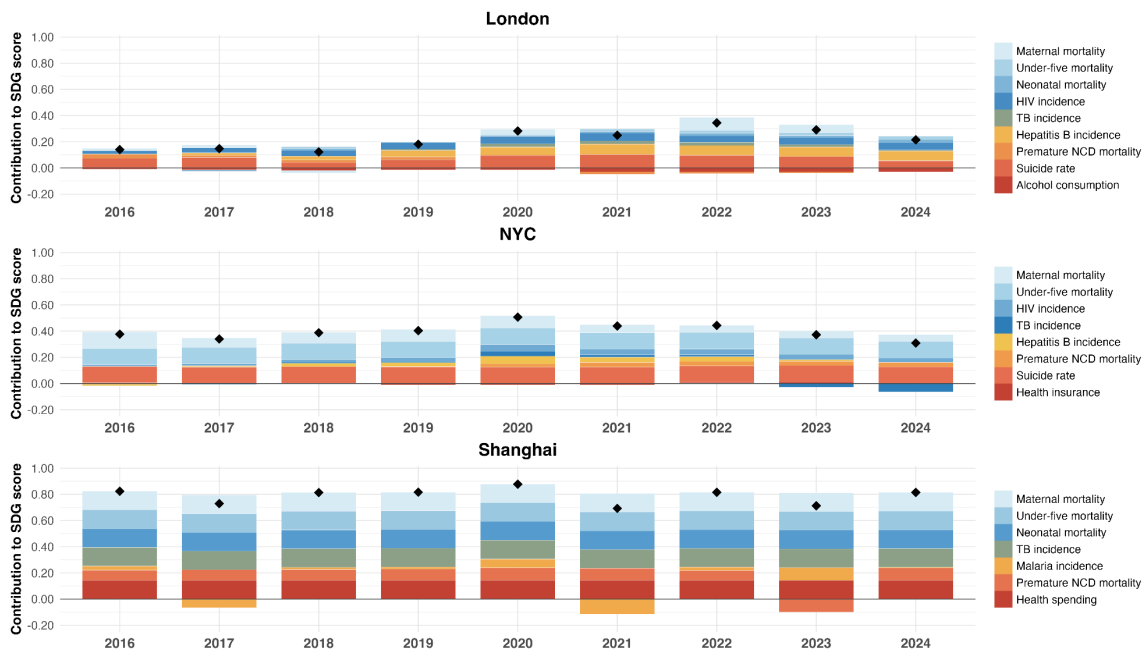 London
Contribution to SDG score
1.00
0.80
0.60
0.40
0.20
0.00
-0.20
2016 2017 2018 2019 2020 2021 2022 2023 2024
Maternal mortality
Under-five mortality
Neonatal mortality
HIV incidence
TB incidence
Hepatitis B incidence
Premature NCD mortality
Suicide rate
Alcohol consumption
NYC
Contribution to SDG score
1.00
0.80
0.60
0.40
0.20
0.00
-0.20
2016 2017 2018 2019 2020 2021 2022 2023 2024
Maternal mortality
Under-five mortality
HIV incidence
TB incidence
Hepatitis B incidence
Premature NCD mortality
Suicide rate
Health insurance
Shanghai
Contribution to SDG score
1.00
0.80
0.60
0.40
0.20
0.00
-0.20
2016 2017 2018 2019 2020 2021 2022 2023 2024
Maternal mortality
Under-five mortality
Neonatal mortality
TB incidence
Malaria incidence
Premature NCD mortality
Health spending